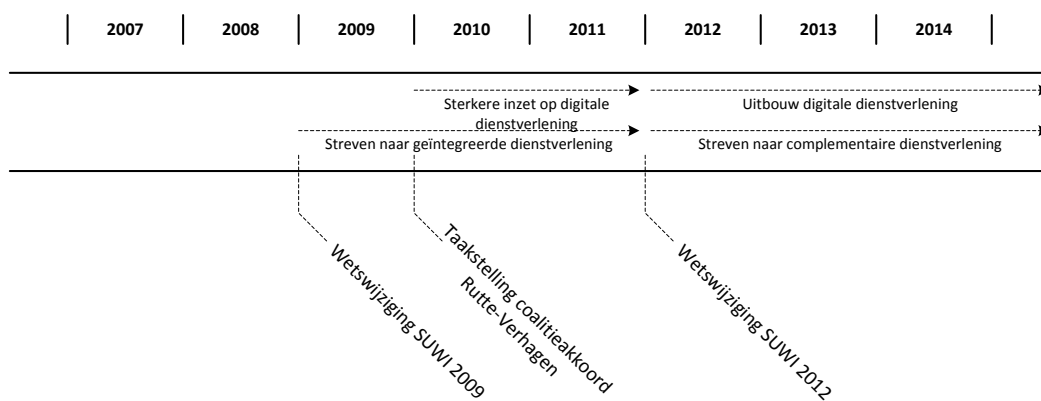 2007 2008 2009 2010 2011 2012 2013 2014
Sterkere inzet op digitale
dienstverlening
Uitbouw digitale dienstverlening
Streven naar geïntegreerde dienstverlening
Streven naar complementaire dienstverlening
Wetswijziging SUWI 2009
Taakstelling coalitieakkoord
Rutte-Verhagen
Wetswijziging SUWI 2012